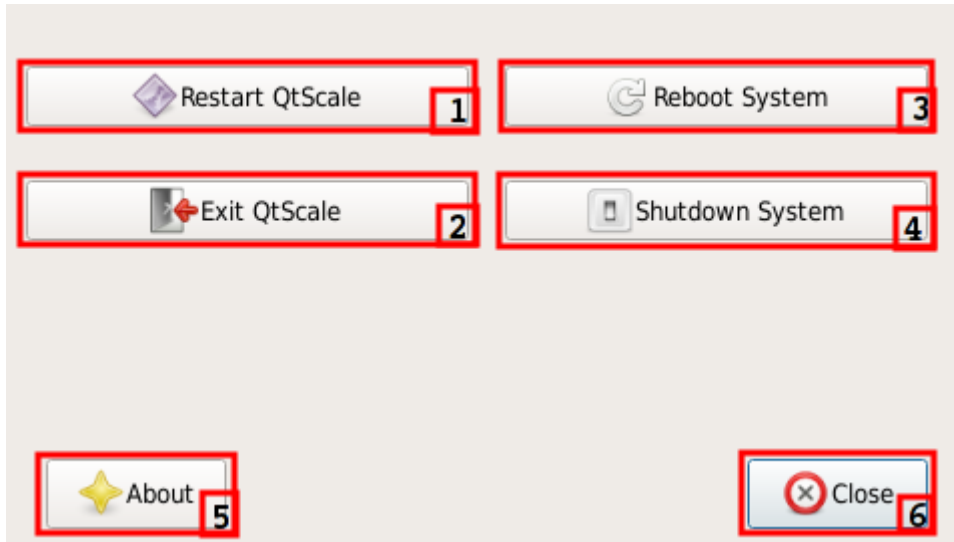 Restart QtScale
1
Reboot System
3
Exit QtScale
2
Shutdown System
4
About
5
Close
6